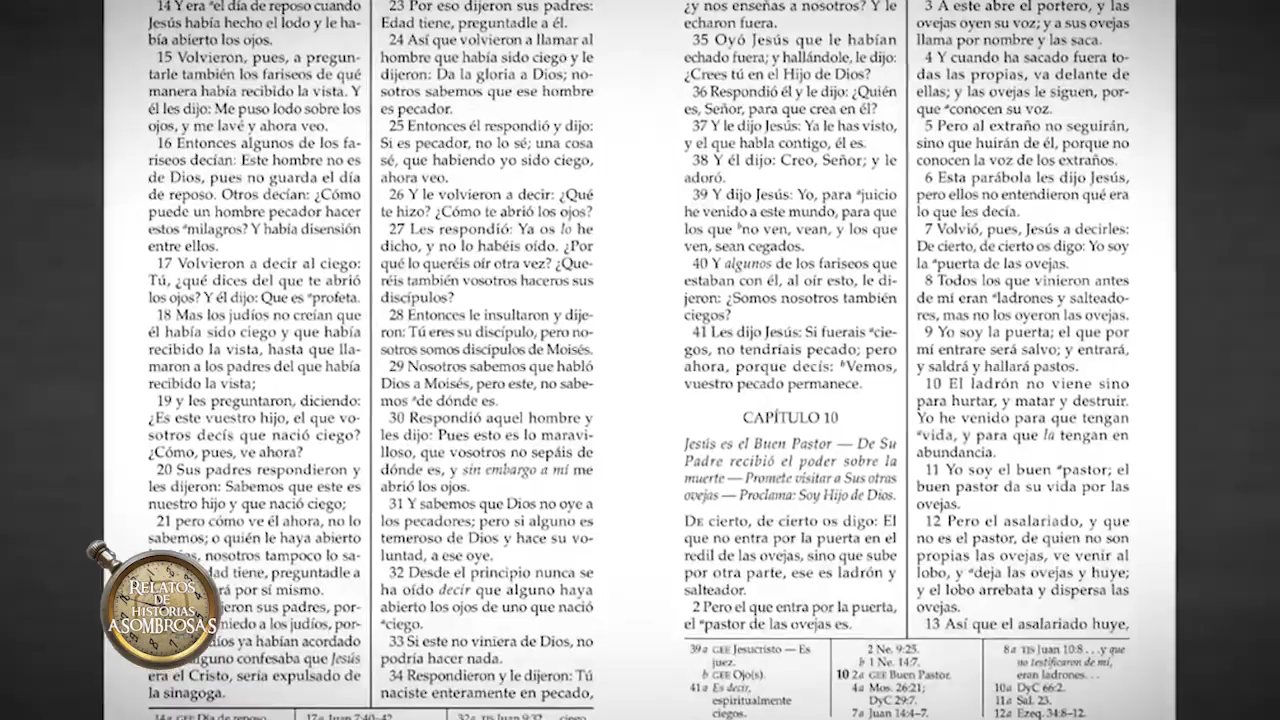 14 Y era ᵃel día de reposo cuando
Jesús había hecho el lodo y le ha-
bía abierto los ojos.
15 Volvieron, pues, a pregun-
tarle también los fariseos de qué
manera había recibido la vista. Y
él les dijo: Me puso lodo sobre los
ojos, y me lavé y ahora veo.
16 Entonces algunos de los fa-
riseos decían: Este hombre no es
de Dios, pues no guarda el día
de reposo. Otros decían: ¿Cómo
puede un hombre pecador hacer
estos ᵃmilagros? Y había disensión
entre ellos.
17 Volvieron a decir al ciego:
Tú, ¿qué dices del que te abrió
los ojos? Y él dijo: Que es ᵃprofeta.
18 Mas los judíos no creían que
él había sido ciego y que había
recibido la vista, hasta que lla-
maron a los padres del que había
recibido la vista;
19 y les preguntaron, diciendo:
¿Es este vuestro hijo, el que vo-
sotros decís que nació ciego?
¿Cómo, pues, ve ahora?
20 Sus padres respondieron y
les dijeron: Sabemos que este es
nuestro hijo y que nació ciego;
21 pero cómo ve él ahora, no lo
sabemos; o quién le haya abierto
nosotros tampoco lo sa-
tiene, preguntadle a
por sí mismo.
sus padres, por-
miedo a los judíos, por-
ya habían acordado
confesaba que Jesús
era el Cristo, sería expulsado de
la sinagoga.
23 Por eso dijeron sus padres:
Edad tiene, preguntadle a él.
24 Así que volvieron a llamar al
hombre que había sido ciego y le
dijeron: Da la gloria a Dios; no-
sotros sabemos que ese hombre
es pecador.
25 Entonces él respondió y dijo:
Si es pecador, no lo sé; una cosa
sé, que habiendo yo sido ciego,
ahora veo.
26 Y le volvieron a decir: ¿Qué
te hizo? ¿Cómo te abrió los ojos?
27 Les respondió: Ya os lo he
dicho, y no lo habéis oído. ¿Por
qué lo queréis oír otra vez? ¿Que-
réis también vosotros haceros sus
discípulos?
28 Entonces le insultaron y dije-
ron: Tú eres su discípulo, pero no-
sotros somos discípulos de Moisés.
29 Nosotros sabemos que habló
Dios a Moisés, pero este, no sabe-
mos ᵃde dónde es.
30 Respondió aquel hombre y
les dijo: Pues esto es lo maravi-
lloso, que vosotros no sepáis de
dónde es, y sin embargo a mí me
abrió los ojos.
31 Y sabemos que Dios no oye a
los pecadores; pero si alguno es
temeroso de Dios y hace su vo-
luntad, a ese oye.
32 Desde el principio nunca se
ha oído decir que alguno haya
abierto los ojos de uno que nació
ᵃciego.
33 Si este no viniera de Dios, no
podría hacer nada.
34 Respondieron y le dijeron: Tú
naciste enteramente en pecado,
14a GEE Día de reposo
17a Juan 7:40–42.
32a TJS Juan 9:32 ciego
¿y nos enseñas a nosotros? Y le
echaron fuera.
35 Oyó Jesús que le habían
echado fuera; y hallándole, le dijo:
¿Crees tú en el Hijo de Dios?
36 Respondió él y le dijo: ¿Quién
es, Señor, para que crea en él?
37 Y le dijo Jesús: Ya le has visto,
y el que habla contigo, él es.
38 Y él dijo: Creo, Señor; y le
adoró.
39 Y dijo Jesús: Yo, para ᵃjuicio
he venido a este mundo, para que
los que ᵇno ven, vean, y los que
ven, sean cegados.
40 Y algunos de los fariseos que
estaban con él, al oír esto, le di-
jeron: ¿Somos nosotros también
ciegos?
41 Les dijo Jesús: Si fuerais ᵃcie-
gos, no tendríais pecado; pero
ahora, porque decís: ᵇVemos,
vuestro pecado permanece.
CAPÍTULO 10
Jesús es el Buen Pastor — De Su
Padre recibió el poder sobre la
muerte — Promete visitar a Sus otras
ovejas — Proclama: Soy Hijo de Dios.
DE cierto, de cierto os digo: El
que no entra por la puerta en el
redil de las ovejas, sino que sube
por otra parte, ese es ladrón y
salteador.
2 Pero el que entra por la puerta,
el ᵃpastor de las ovejas es.
3 A este abre el portero, y las
ovejas oyen su voz; y a sus ovejas
llama por nombre y las saca.
4 Y cuando ha sacado fuera to-
das las propias, va delante de
ellas; y las ovejas le siguen, por-
que ᵃconocen su voz.
5 Pero al extraño no seguirán,
sino que huirán de él, porque no
conocen la voz de los extraños.
6 Esta parábola les dijo Jesús,
pero ellos no entendieron qué era
lo que les decía.
7 Volvió, pues, Jesús a decirles:
De cierto, de cierto os digo: Yo soy
la ᵃpuerta de las ovejas.
8 Todos los que vinieron antes
de mí eran ᵃladrones y salteado-
res, mas no los oyeron las ovejas.
9 Yo soy la puerta; el que por
mí entrare será salvo; y entrará,
y saldrá y hallará pastos.
10 El ladrón no viene sino
para hurtar, y matar y destruir.
Yo he venido para que tengan
ᵃvida, y para que la tengan en
abundancia.
11 Yo soy el buen ᵃpastor; el
buen pastor da su vida por las
ovejas.
12 Pero el asalariado, y que
no es el pastor, de quien no son
propias las ovejas, ve venir al
lobo, y ᵃdeja las ovejas y huye;
y el lobo arrebata y dispersa las
ovejas.
13 Así que el asalariado huye,
39a GEE Jesucristo — Es
juez.
b GEE Ojo(s).
41a Es decir,
espiritualmente
ciegos.
2 Ne. 9:25.
b 1 Ne. 14:7.
10 2a GEE Buen Pastor.
4a Mos. 26:21;
DyC 29:7.
7a Juan 14:4–7.
8a TJS Juan 10:8 …y que
no testificaron de mí,
eran ladrones…
10a DyC 66:2.
11a Sal. 23.
12a Ezeq. 34:8–12.
RELATOS
DE
HISTORIAS
ASOMBROSAS